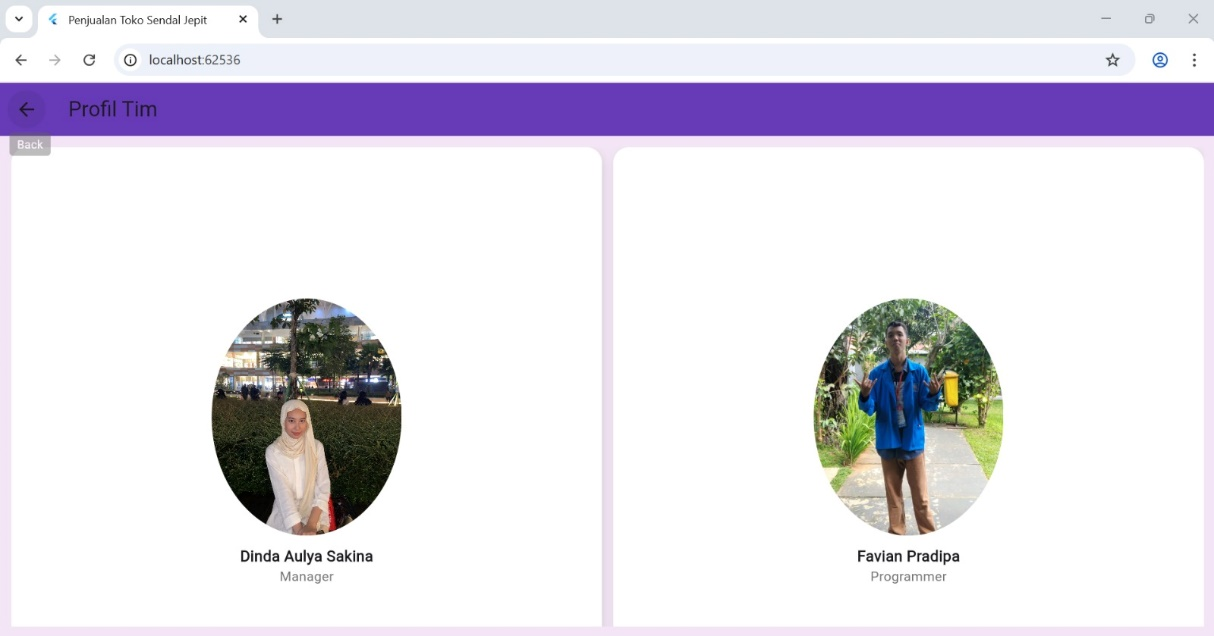 Penjualan Toko Sendal Jepit
localhost:62536
Profil Tim
Back
Dinda Aulya Sakina
Manager
Favian Pradipa
Programmer